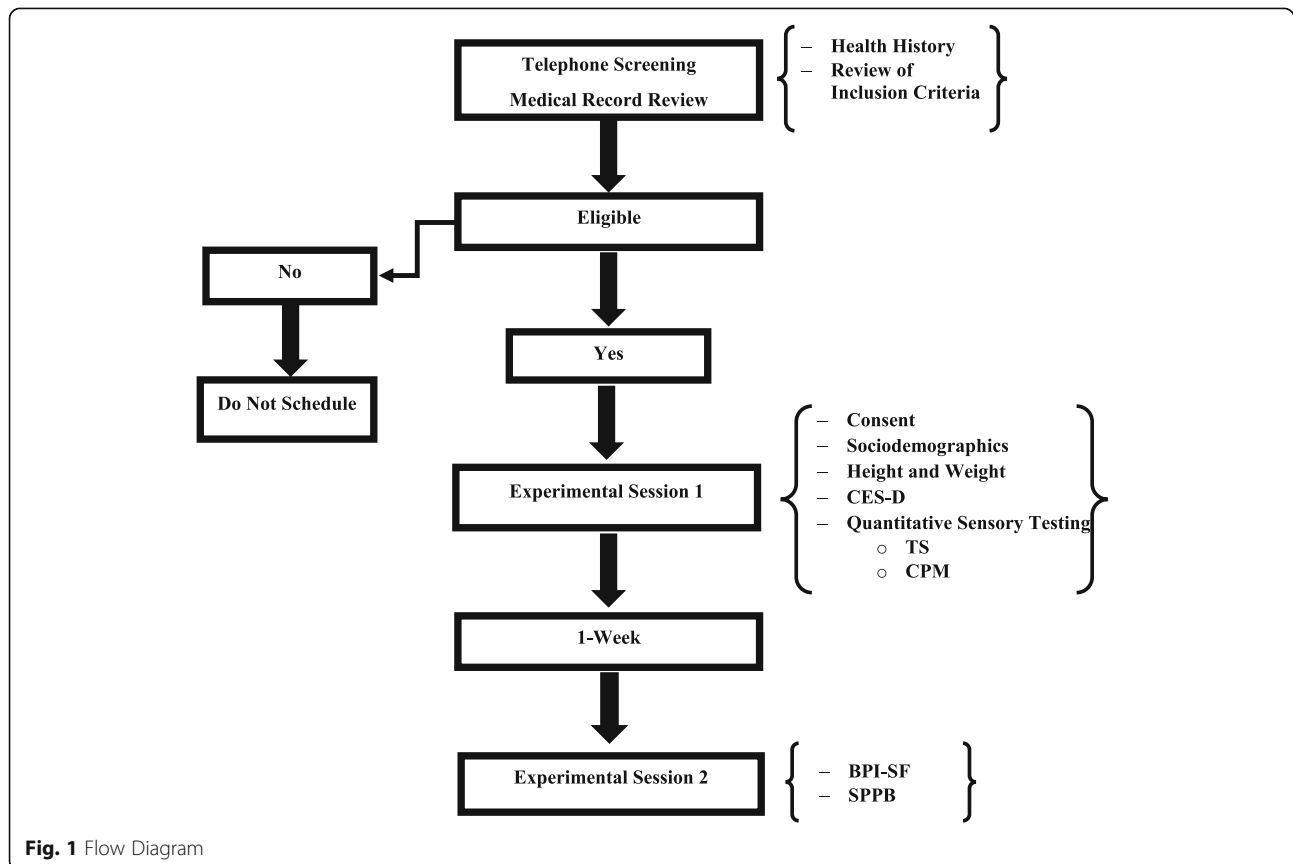 Telephone Screening
Medical Record Review
– Health History
– Review of
Inclusion Criteria
Eligible
No
Do Not Schedule
Yes
Experimental Session 1
– Consent
– Sociodemographics
– Height and Weight
– CES-D
– Quantitative Sensory Testing
○ TS
○ CPM
1-Week
Experimental Session 2
– BPI-SF
– SPPB
Fig. 1 Flow Diagram